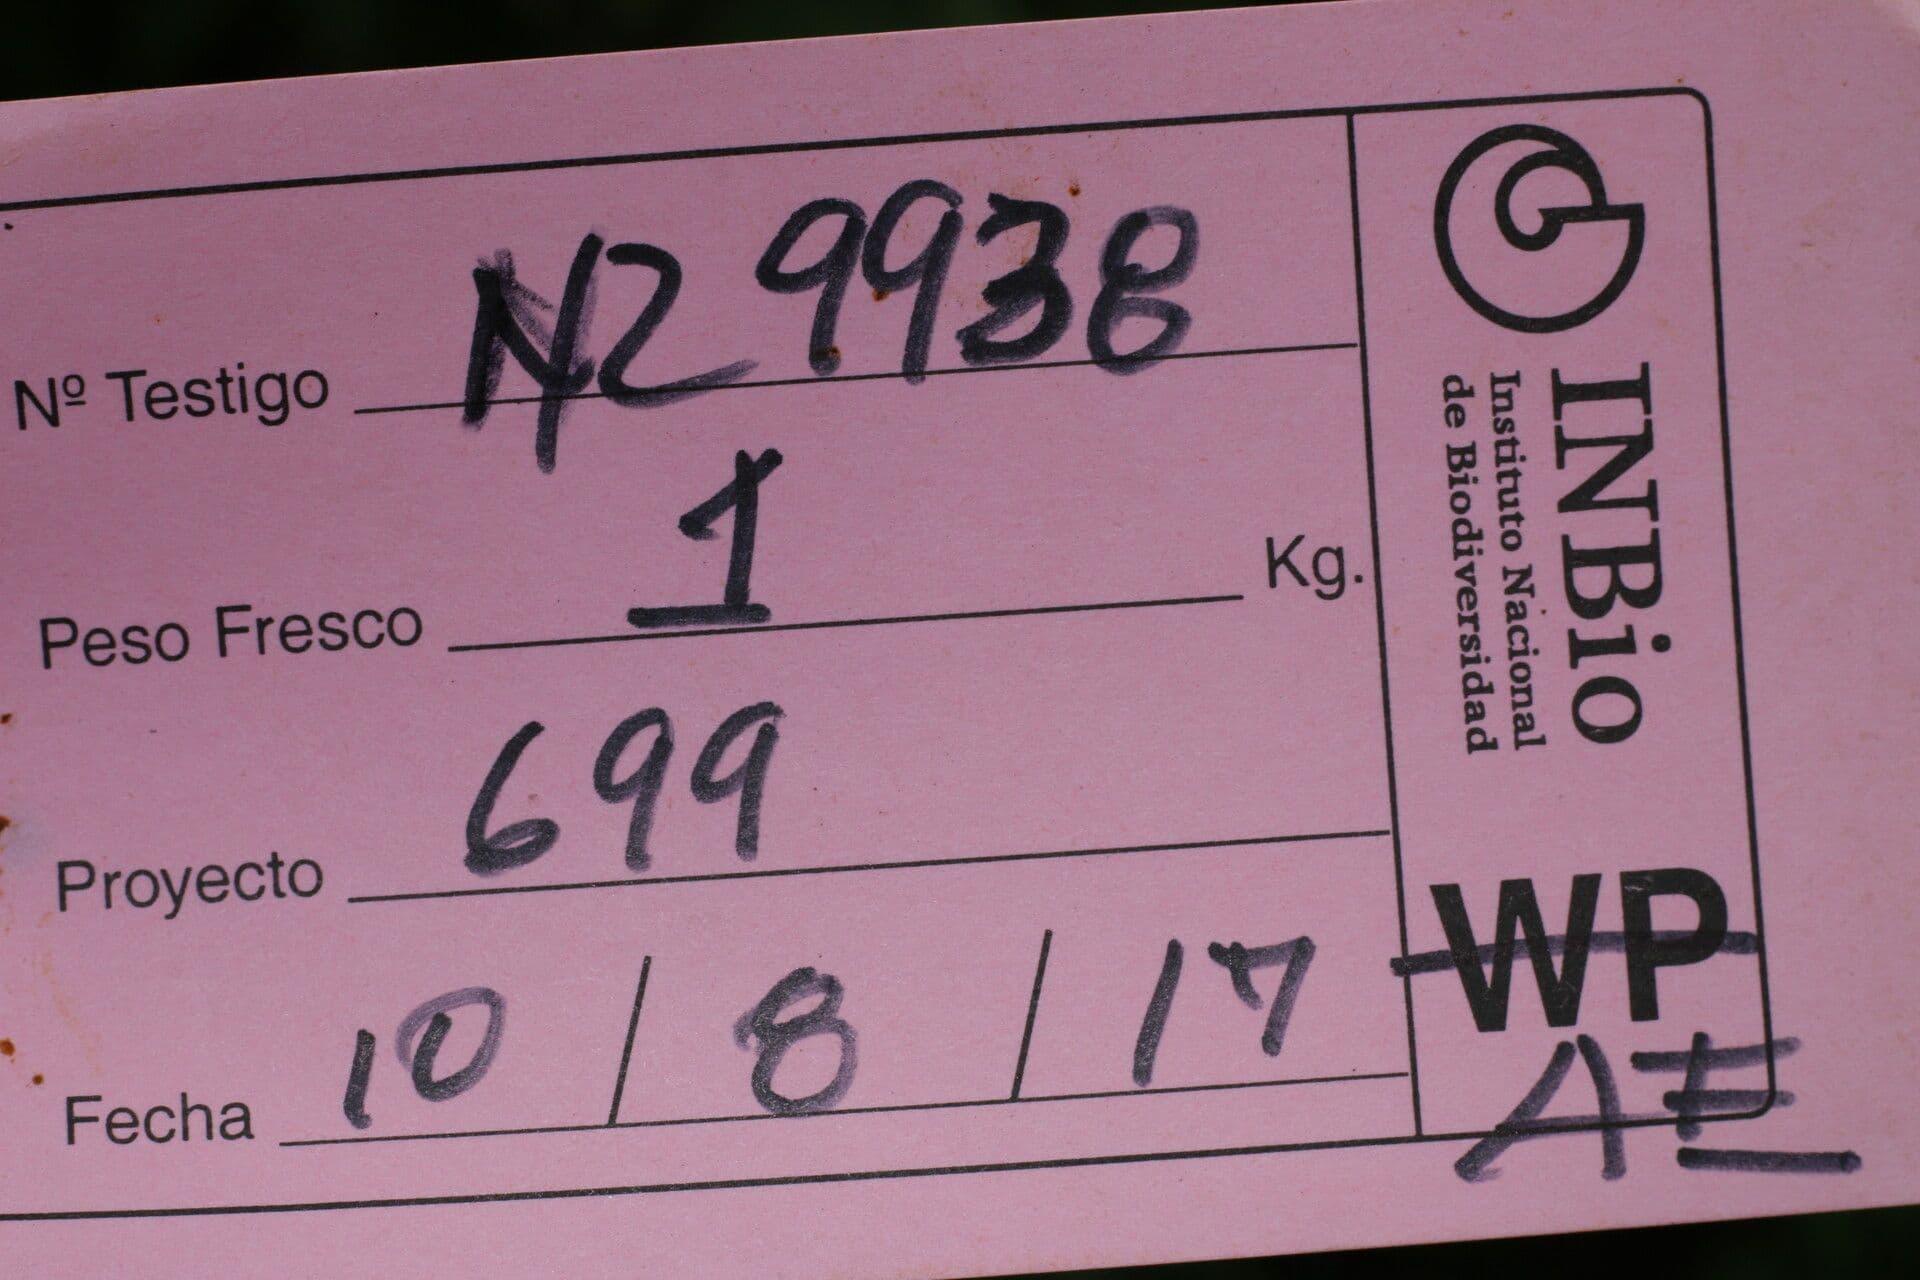 Nº Testigo NZ 9938
Peso Fresco 1 Kg.
Proyecto 699
Fecha 10 / 8 / 17
INBio
Instituto Nacional
de Biodiversidad
WP
AE